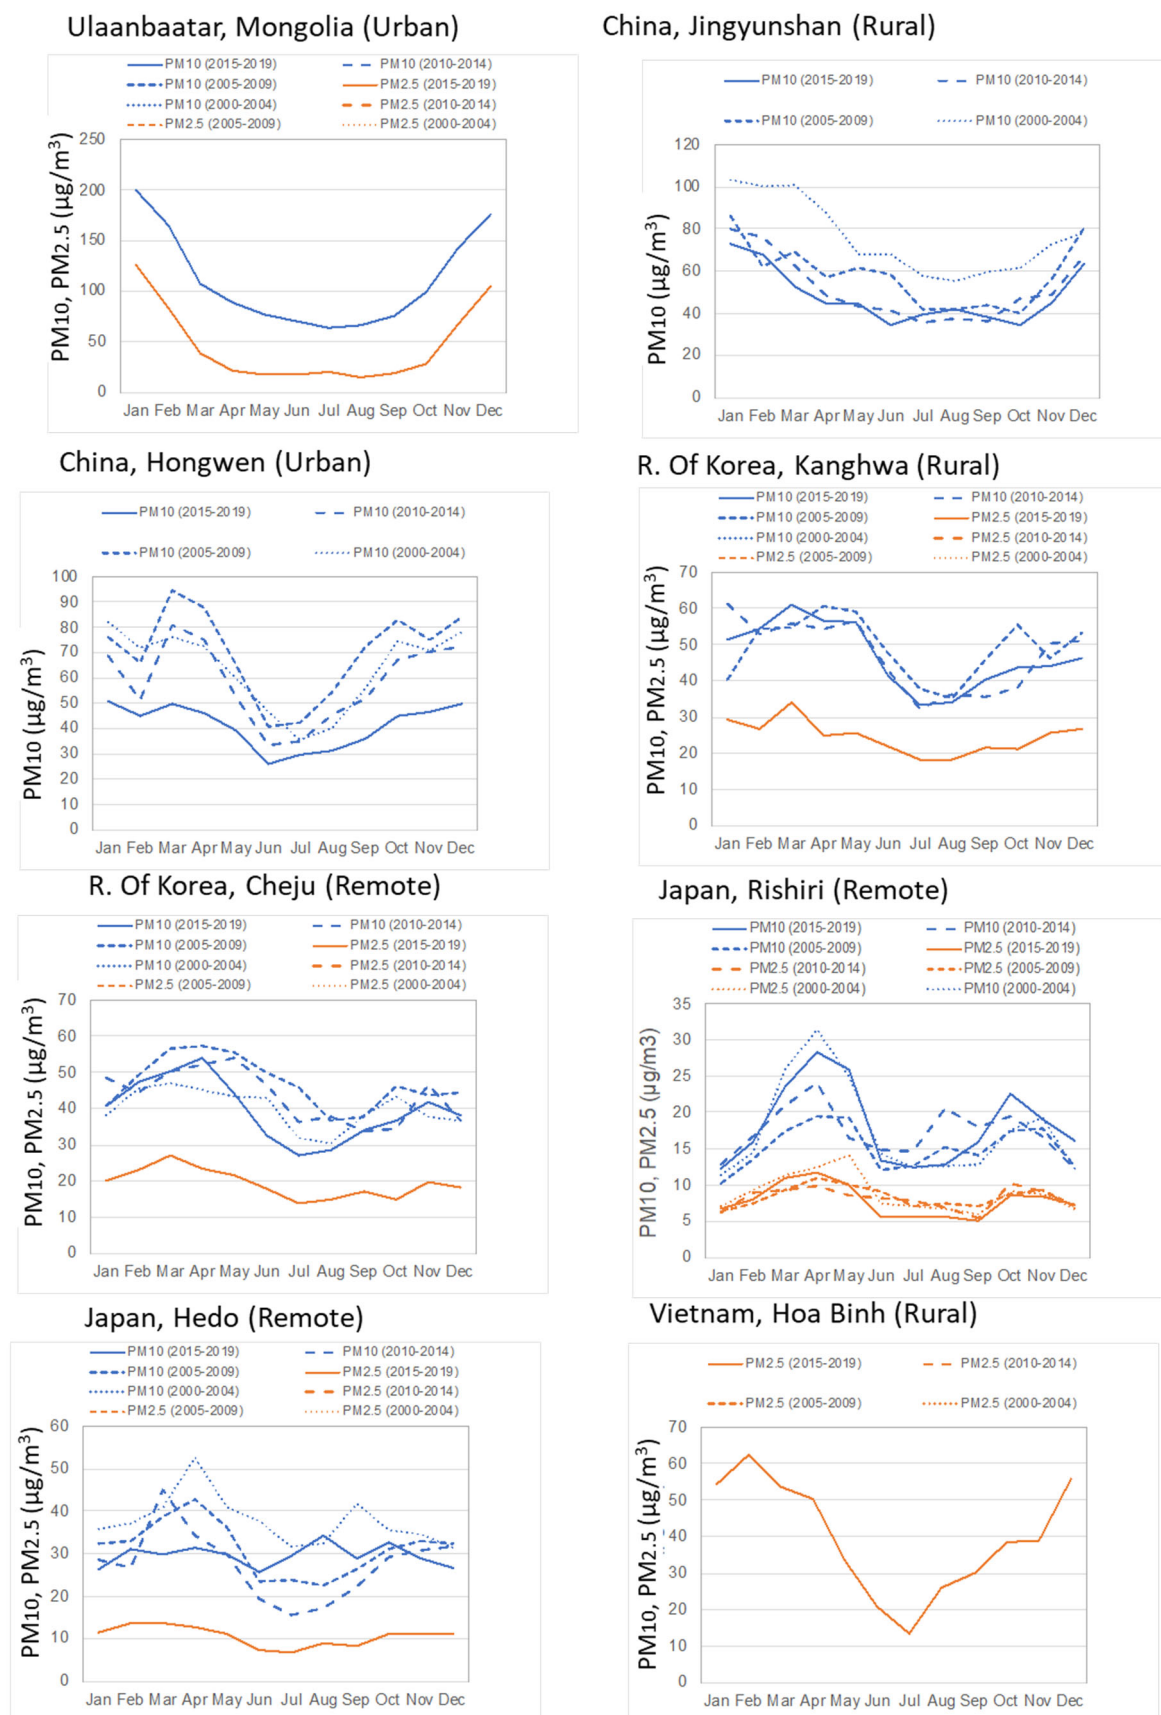 Ulaanbaatar, Mongolia (Urban)
PM10 (2015-2019) PM10 (2010-2014)
PM10 (2005-2009) PM2.5 (2015-2019)
PM10 (2000-2004) PM2.5 (2010-2014)
PM2.5 (2005-2009) PM2.5 (2000-2004)
PM10, PM2.5 (µg/m³)
250
200
150
100
50
0
Jan Feb Mar Apr May Jun Jul Aug Sep Oct Nov Dec
China, Jingyunshan (Rural)
PM10 (2015-2019) PM10 (2010-2014)
PM10 (2005-2009) PM10 (2000-2004)
PM10 (µg/m³)
120
100
80
60
40
20
0
Jan Feb Mar Apr May Jun Jul Aug Sep Oct Nov Dec
China, Hongwen (Urban)
PM10 (2015-2019) PM10 (2010-2014)
PM10 (2005-2009) PM10 (2000-2004)
PM10 (µg/m³)
100
90
80
70
60
50
40
30
20
10
0
Jan Feb Mar Apr May Jun Jul Aug Sep Oct Nov Dec
R. Of Korea, Kanghwa (Rural)
PM10 (2015-2019) PM10 (2010-2014)
PM10 (2005-2009) PM2.5 (2015-2019)
PM10 (2000-2004) PM2.5 (2010-2014)
PM2.5 (2005-2009) PM2.5 (2000-2004)
PM10, PM2.5 (µg/m³)
70
60
50
40
30
20
10
0
Jan Feb Mar Apr May Jun Jul Aug Sep Oct Nov Dec
R. Of Korea, Cheju (Remote)
PM10 (2015-2019) PM10 (2010-2014)
PM10 (2005-2009) PM2.5 (2015-2019)
PM10 (2000-2004) PM2.5 (2010-2014)
PM2.5 (2005-2009) PM2.5 (2000-2004)
PM10, PM2.5 (µg/m³)
70
60
50
40
30
20
10
0
Jan Feb Mar Apr May Jun Jul Aug Sep Oct Nov Dec
Japan, Rishiri (Remote)
PM10 (2015-2019) PM10 (2010-2014)
PM10 (2005-2009) PM2.5 (2015-2019)
PM2.5 (2010-2014) PM2.5 (2005-2009)
PM2.5 (2000-2004) PM10 (2000-2004)
PM10, PM2.5 (µg/m3)
35
30
25
20
15
10
5
0
Jan Feb Mar Apr May Jun Jul Aug Sep Oct Nov Dec
Japan, Hedo (Remote)
PM10 (2015-2019) PM10 (2010-2014)
PM10 (2005-2009) PM2.5 (2015-2019)
PM10 (2000-2004) PM2.5 (2010-2014)
PM2.5 (2005-2009) PM2.5 (2000-2004)
PM10, PM2.5 (µg/m³)
60
50
40
30
20
10
0
Jan Feb Mar Apr May Jun Jul Aug Sep Oct Nov Dec
Vietnam, Hoa Binh (Rural)
PM2.5 (2015-2019) PM2.5 (2010-2014)
PM2.5 (2005-2009) PM2.5 (2000-2004)
PM10, PM2.5 (µg/m³)
70
60
50
40
30
20
10
0
Jan Feb Mar Apr May Jun Jul Aug Sep Oct Nov Dec